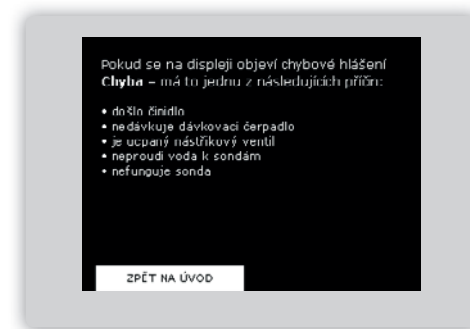 Pokud se na displeji objeví chybové hlášení
Chyba – má to jednu z následujících příčin:
• došlo činidlo
• nedávkuje dávkovací čerpadlo
• je ucpaný nástřikový ventil
• neproudí voda k sondám
• nefunguje sonda
ZPĚT NA ÚVOD